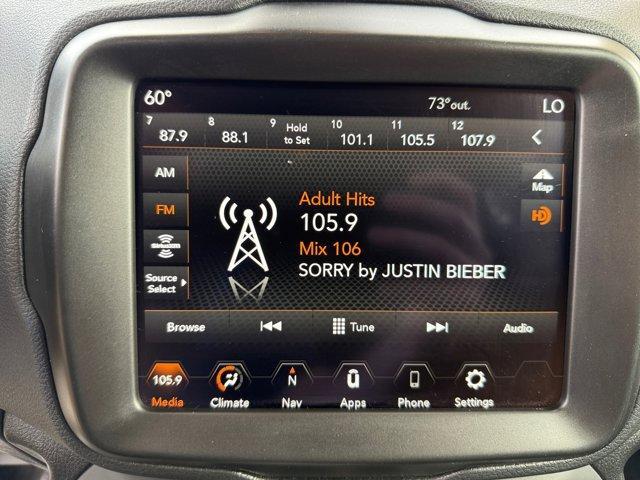 60° 73°out. LO
7 87.9 8 88.1 9 Hold to Set 10 101.1 11 105.5 12 107.9
AM
FM
SiriusXM
Source Select
Adult Hits
105.9
Mix 106
SORRY by JUSTIN BIEBER
Map
HD
Browse Tune Audio
105.9 N u
Media Climate Nav Apps Phone Settings